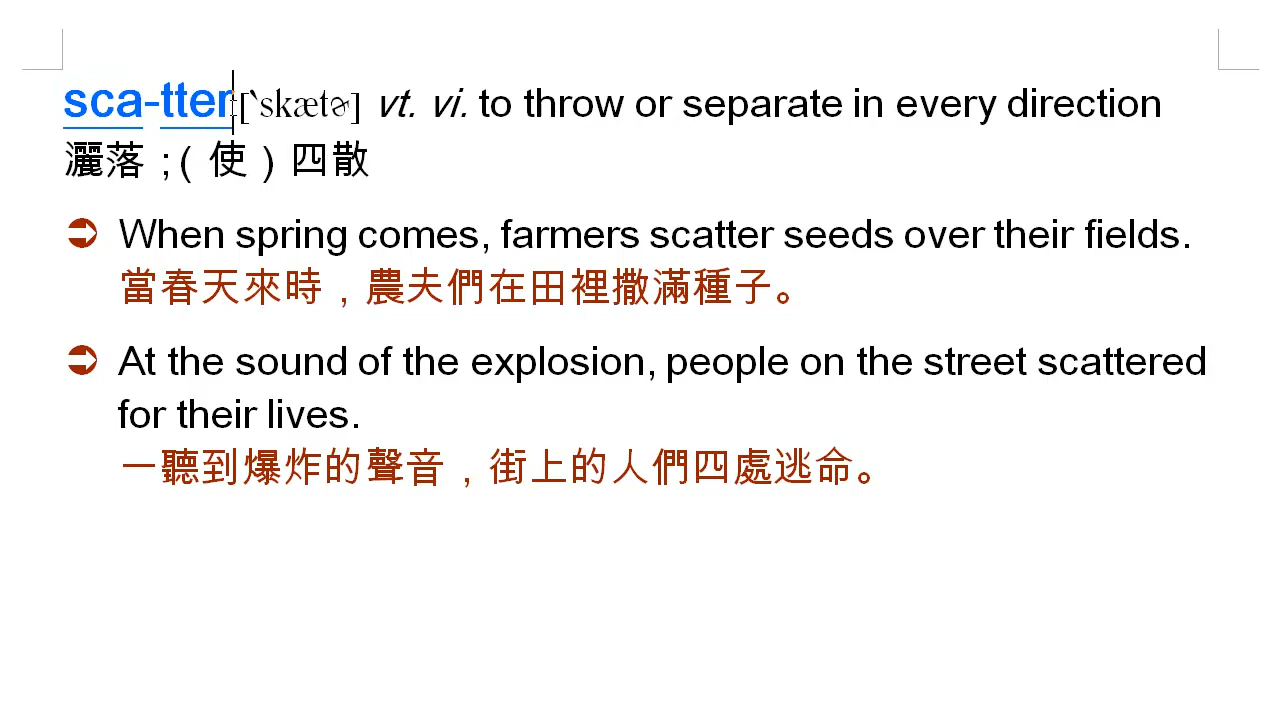 sca-tter [`skætɚ] vt. vi. to throw or separate in every direction
灑落；（使）四散
When spring comes, farmers scatter seeds over their fields.
當春天來時，農夫們在田裡撒滿種子。
At the sound of the explosion, people on the street scattered
for their lives.
一聽到爆炸的聲音，街上的人們四處逃命。